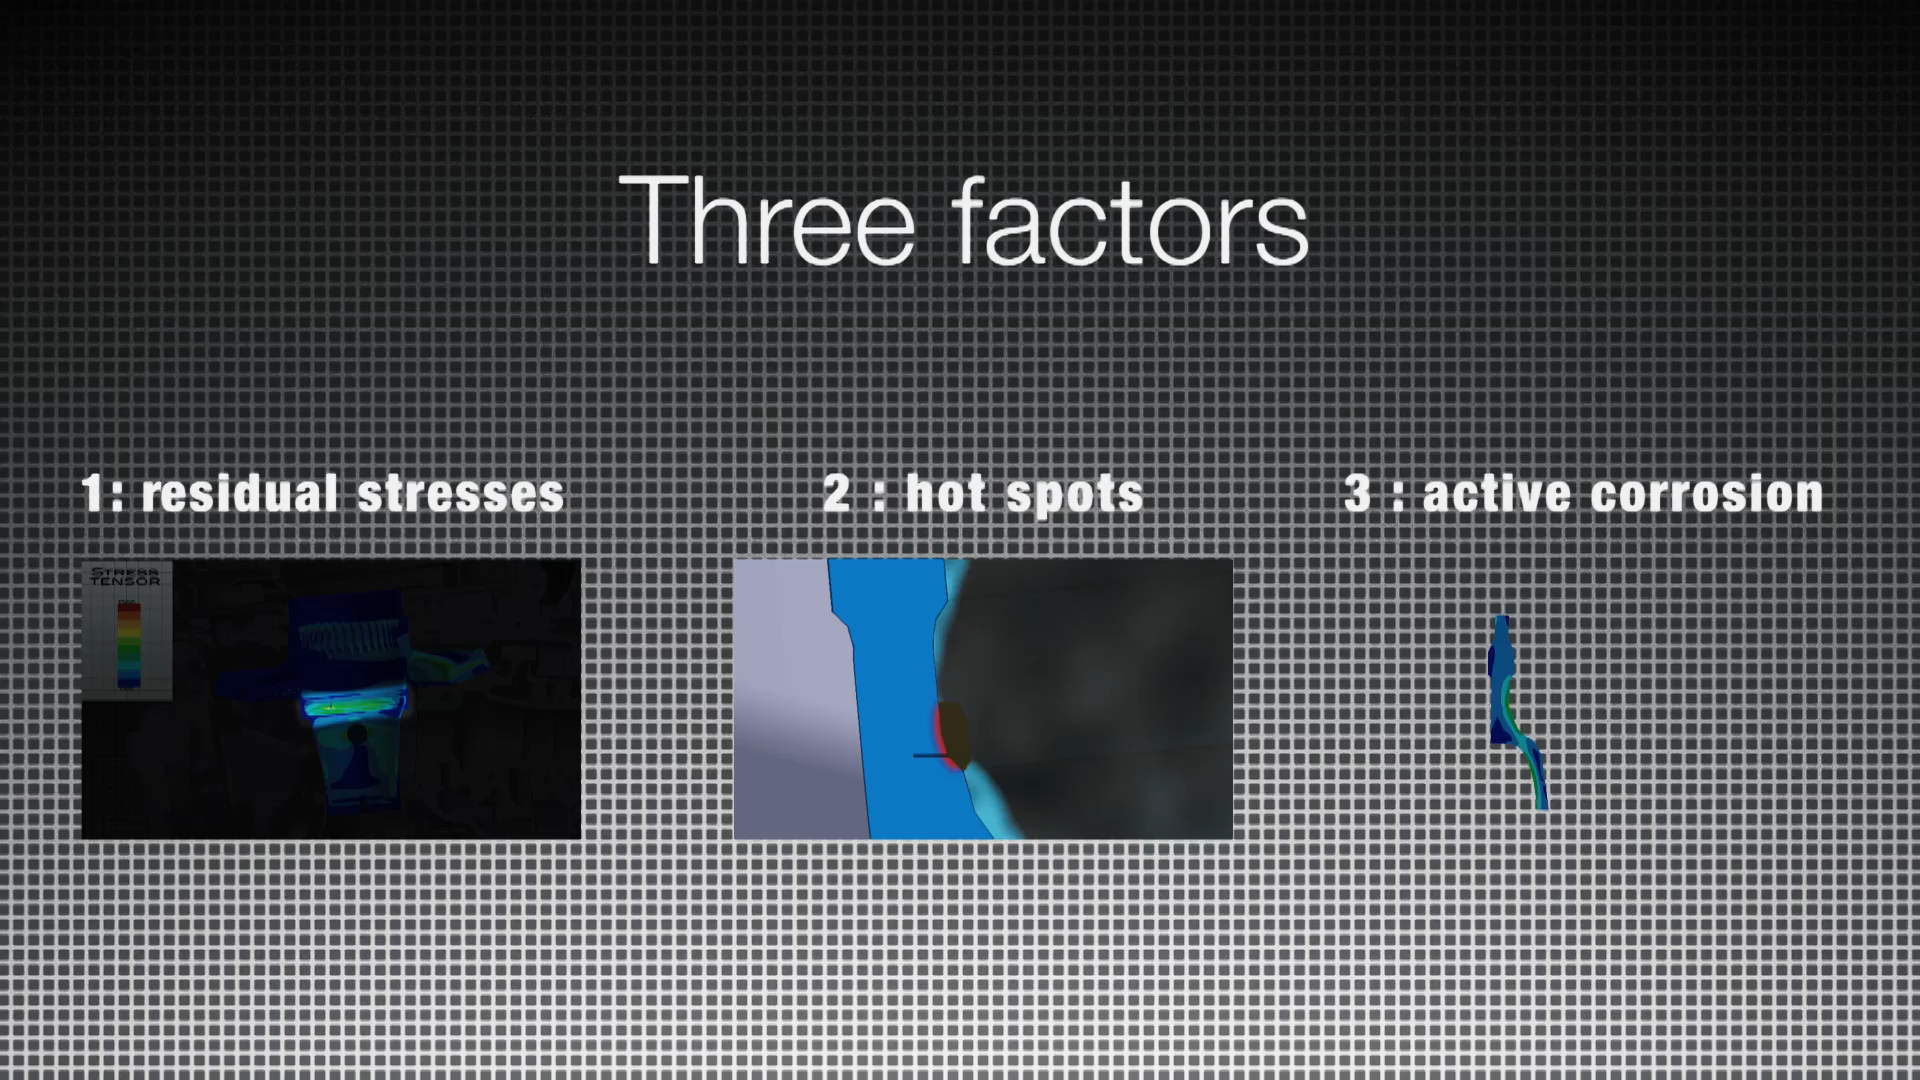 Three factors
1: residual stresses
2 : hot spots
3 : active corrosion
STRESS
TENSOR